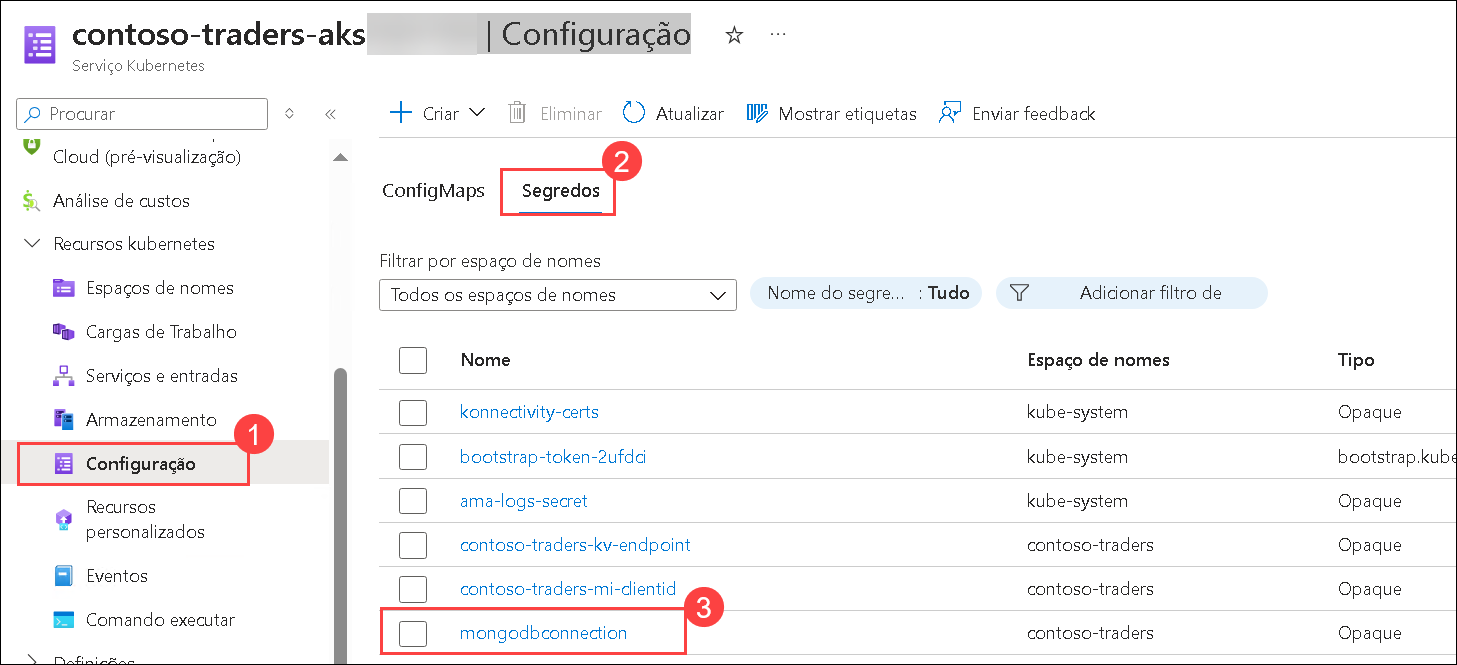 contoso-traders-aks | Configuração
Serviço Kubernetes
Procurar
Criar
Eliminar
Atualizar
Mostrar etiquetas
Enviar feedback
Cloud (pré-visualização)
Análise de custos
Recursos kubernetes
Espaços de nomes
Cargas de Trabalho
Serviços e entradas
Armazenamento
1
Configuração
Recursos
personalizados
Eventos
Comando executar
Definições
ConfigMaps
Segredos
2
Filtrar por espaço de nomes
Todos os espaços de nomes
Nome do segre... : Tudo
Adicionar filtro de
Nome Espaço de nomes Tipo
konnectivity-certs kube-system Opaque
bootstrap-token-2ufdci kube-system bootstrap.kube
ama-logs-secret kube-system Opaque
contoso-traders-kv-endpoint contoso-traders Opaque
contoso-traders-mi-clientid contoso-traders Opaque
3
mongodbconnection contoso-traders Opaque